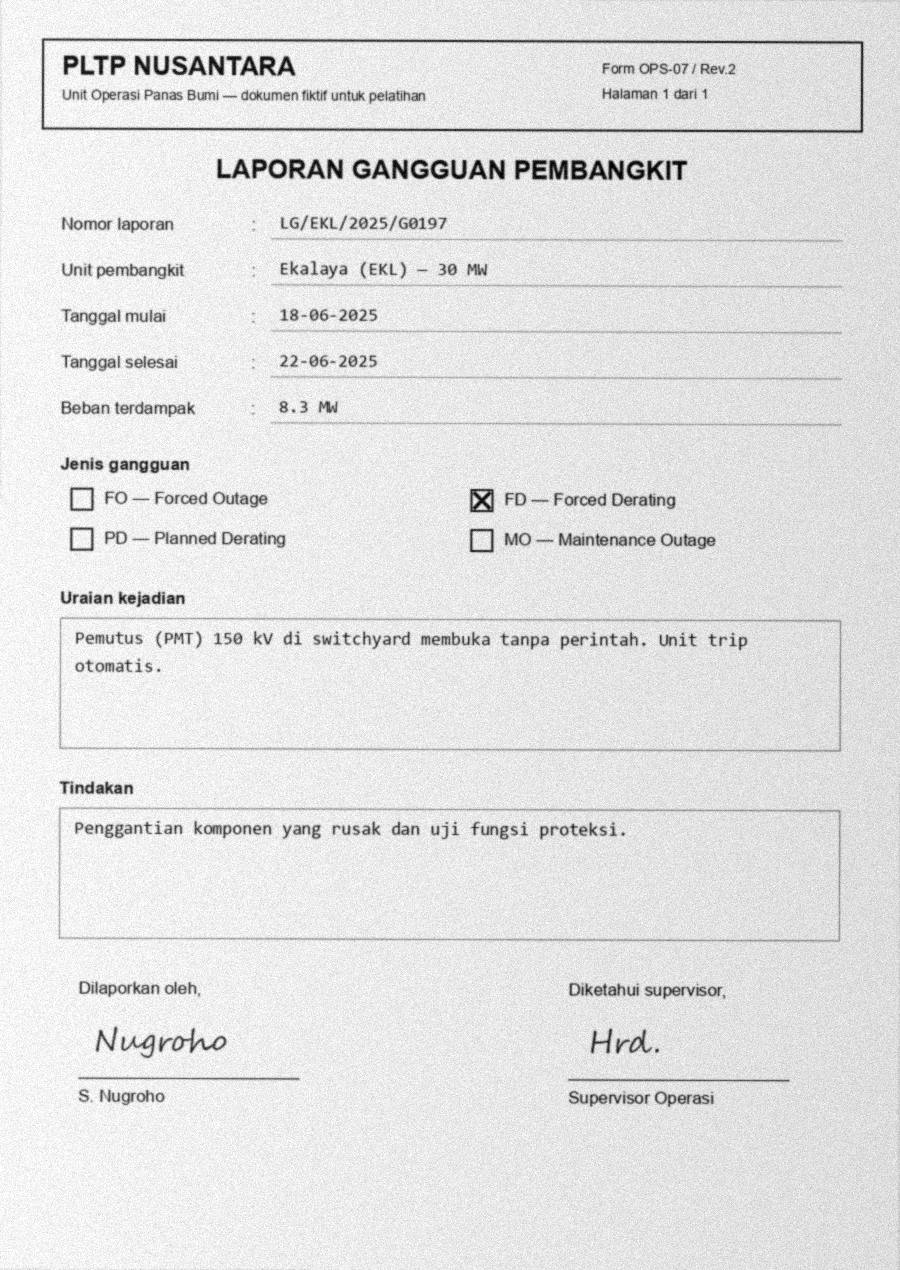 PLTP NUSANTARA
Unit Operasi Panas Bumi — dokumen fiktif untuk pelatihan
Form OPS-07 / Rev.2
Halaman 1 dari 1
LAPORAN GANGGUAN PEMBANGKIT
Nomor laporan : LG/EKL/2025/G0197
Unit pembangkit : Ekalaya (EKL) — 30 MW
Tanggal mulai : 18-06-2025
Tanggal selesai : 22-06-2025
Beban terdampak : 8.3 MW
Jenis gangguan
☐ FO — Forced Outage ☒ FD — Forced Derating
☐ PD — Planned Derating ☐ MO — Maintenance Outage
Uraian kejadian
Pemutus (PMT) 150 kV di switchyard membuka tanpa perintah. Unit trip
otomatis.
Tindakan
Penggantian komponen yang rusak dan uji fungsi proteksi.
Dilaporkan oleh, Diketahui supervisor,
Nugroho Hrd.
S. Nugroho Supervisor Operasi